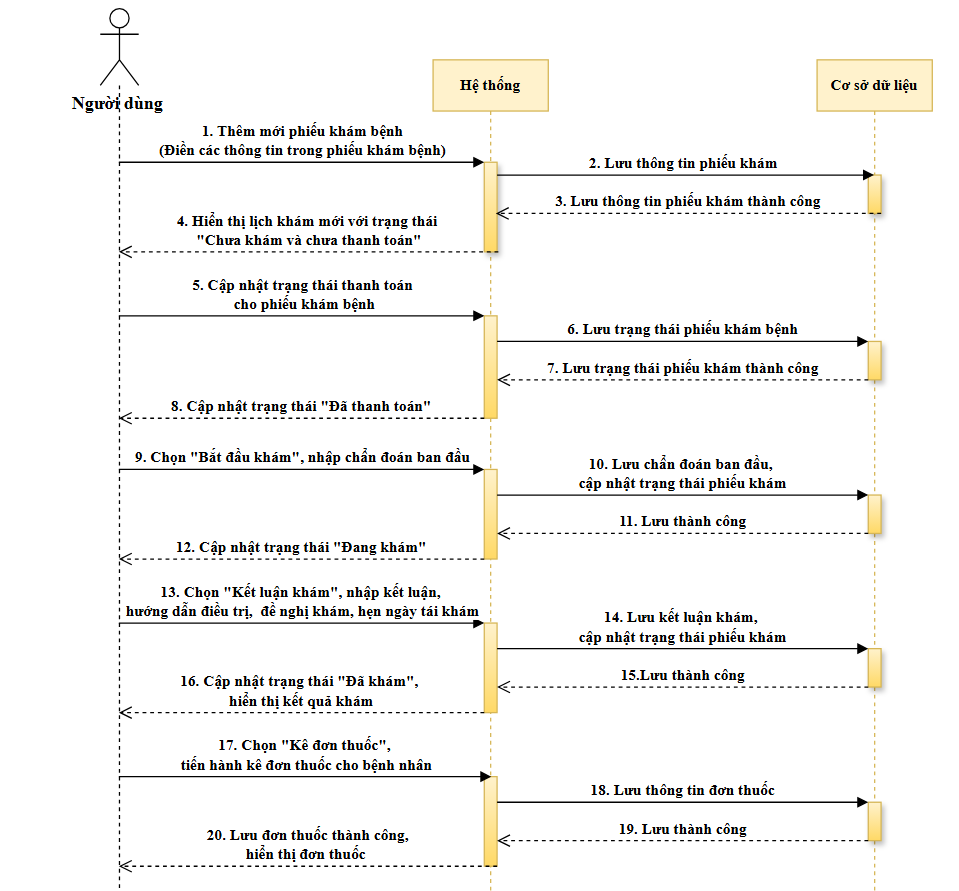 Người dùng
Hệ thống
Cơ sở dữ liệu
1. Thêm mới phiếu khám bệnh
(Điền các thông tin trong phiếu khám bệnh)
2. Lưu thông tin phiếu khám
3. Lưu thông tin phiếu khám thành công
4. Hiển thị lịch khám mới với trạng thái
"Chưa khám và chưa thanh toán"
5. Cập nhật trạng thái thanh toán
cho phiếu khám bệnh
6. Lưu trạng thái phiếu khám bệnh
7. Lưu trạng thái phiếu khám thành công
8. Cập nhật trạng thái "Đã thanh toán"
9. Chọn "Bắt đầu khám", nhập chẩn đoán ban đầu
10. Lưu chẩn đoán ban đầu,
cập nhật trạng thái phiếu khám
11. Lưu thành công
12. Cập nhật trạng thái "Đang khám"
13. Chọn "Kết luận khám", nhập kết luận,
hướng dẫn điều trị,  đề nghị khám, hẹn ngày tái khám
14. Lưu kết luận khám,
cập nhật trạng thái phiếu khám
15.Lưu thành công
16. Cập nhật trạng thái "Đã khám",
hiển thị kết quả khám
17. Chọn "Kê đơn thuốc",
tiến hành kê đơn thuốc cho bệnh nhân
18. Lưu thông tin đơn thuốc
19. Lưu thành công
20. Lưu đơn thuốc thành công,
hiển thị đơn thuốc